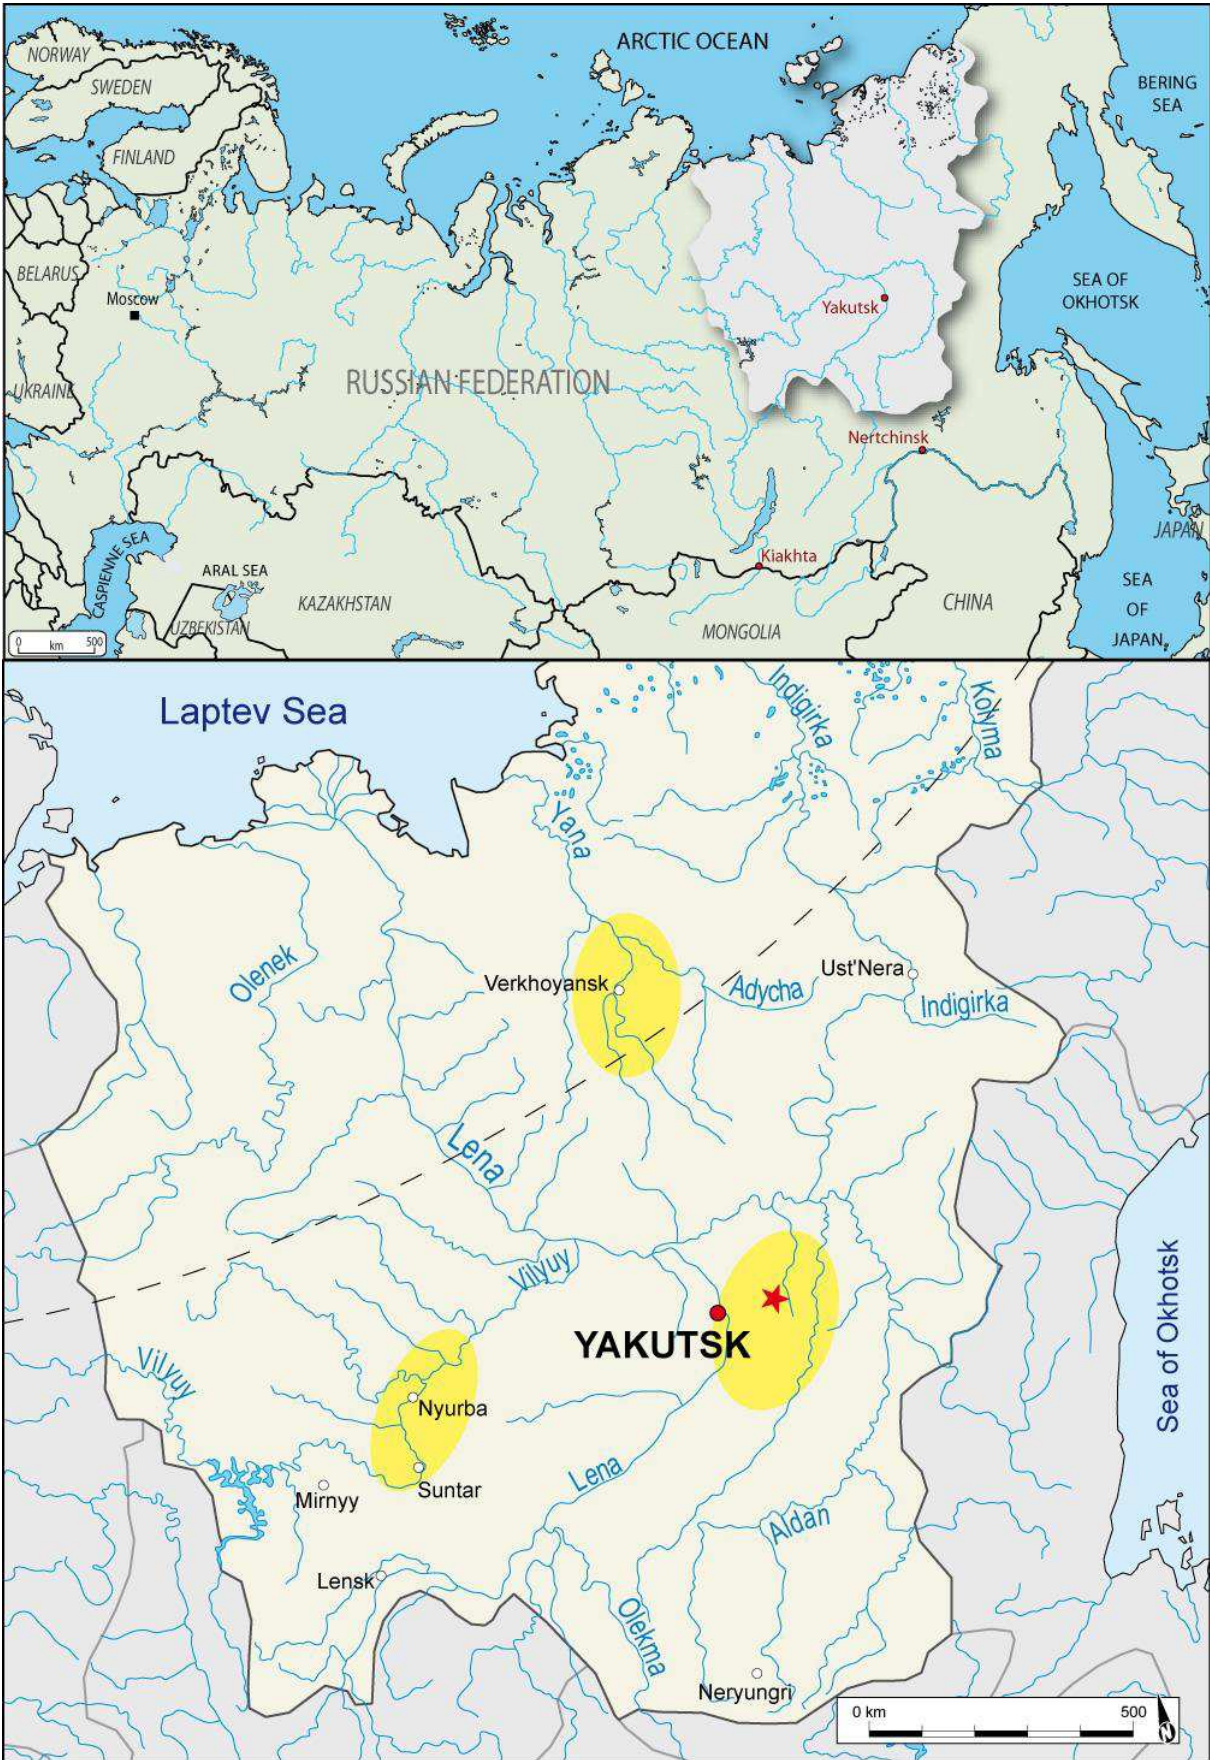 ARCTIC OCEAN
NORWAY
SWEDEN
FINLAND
BERING
SEA
BELARUS
Moscow
SEA OF
OKHOTSK
Yakutsk
UKRAINE
RUSSIAN FEDERATION
Nertchinsk
JAPAN
CASPIENNE SEA
Kiakhta
ARAL SEA
KAZAKHSTAN
CHINA
SEA
OF
JAPAN
UZBEKISTAN
MONGOLIA
0 km 500
Laptev Sea
Indigirka
Kolyma
Yana
Olenek
Verkhoyansk
Adycha
Ust'Nera
Indigirka
Lena
Vilyuy
YAKUTSK
Sea of Okhotsk
Vilyuy
Nyurba
Suntar
Mirnyy
Lena
Aldan
Lensk
Olekma
Neryungri
0 km 500
N